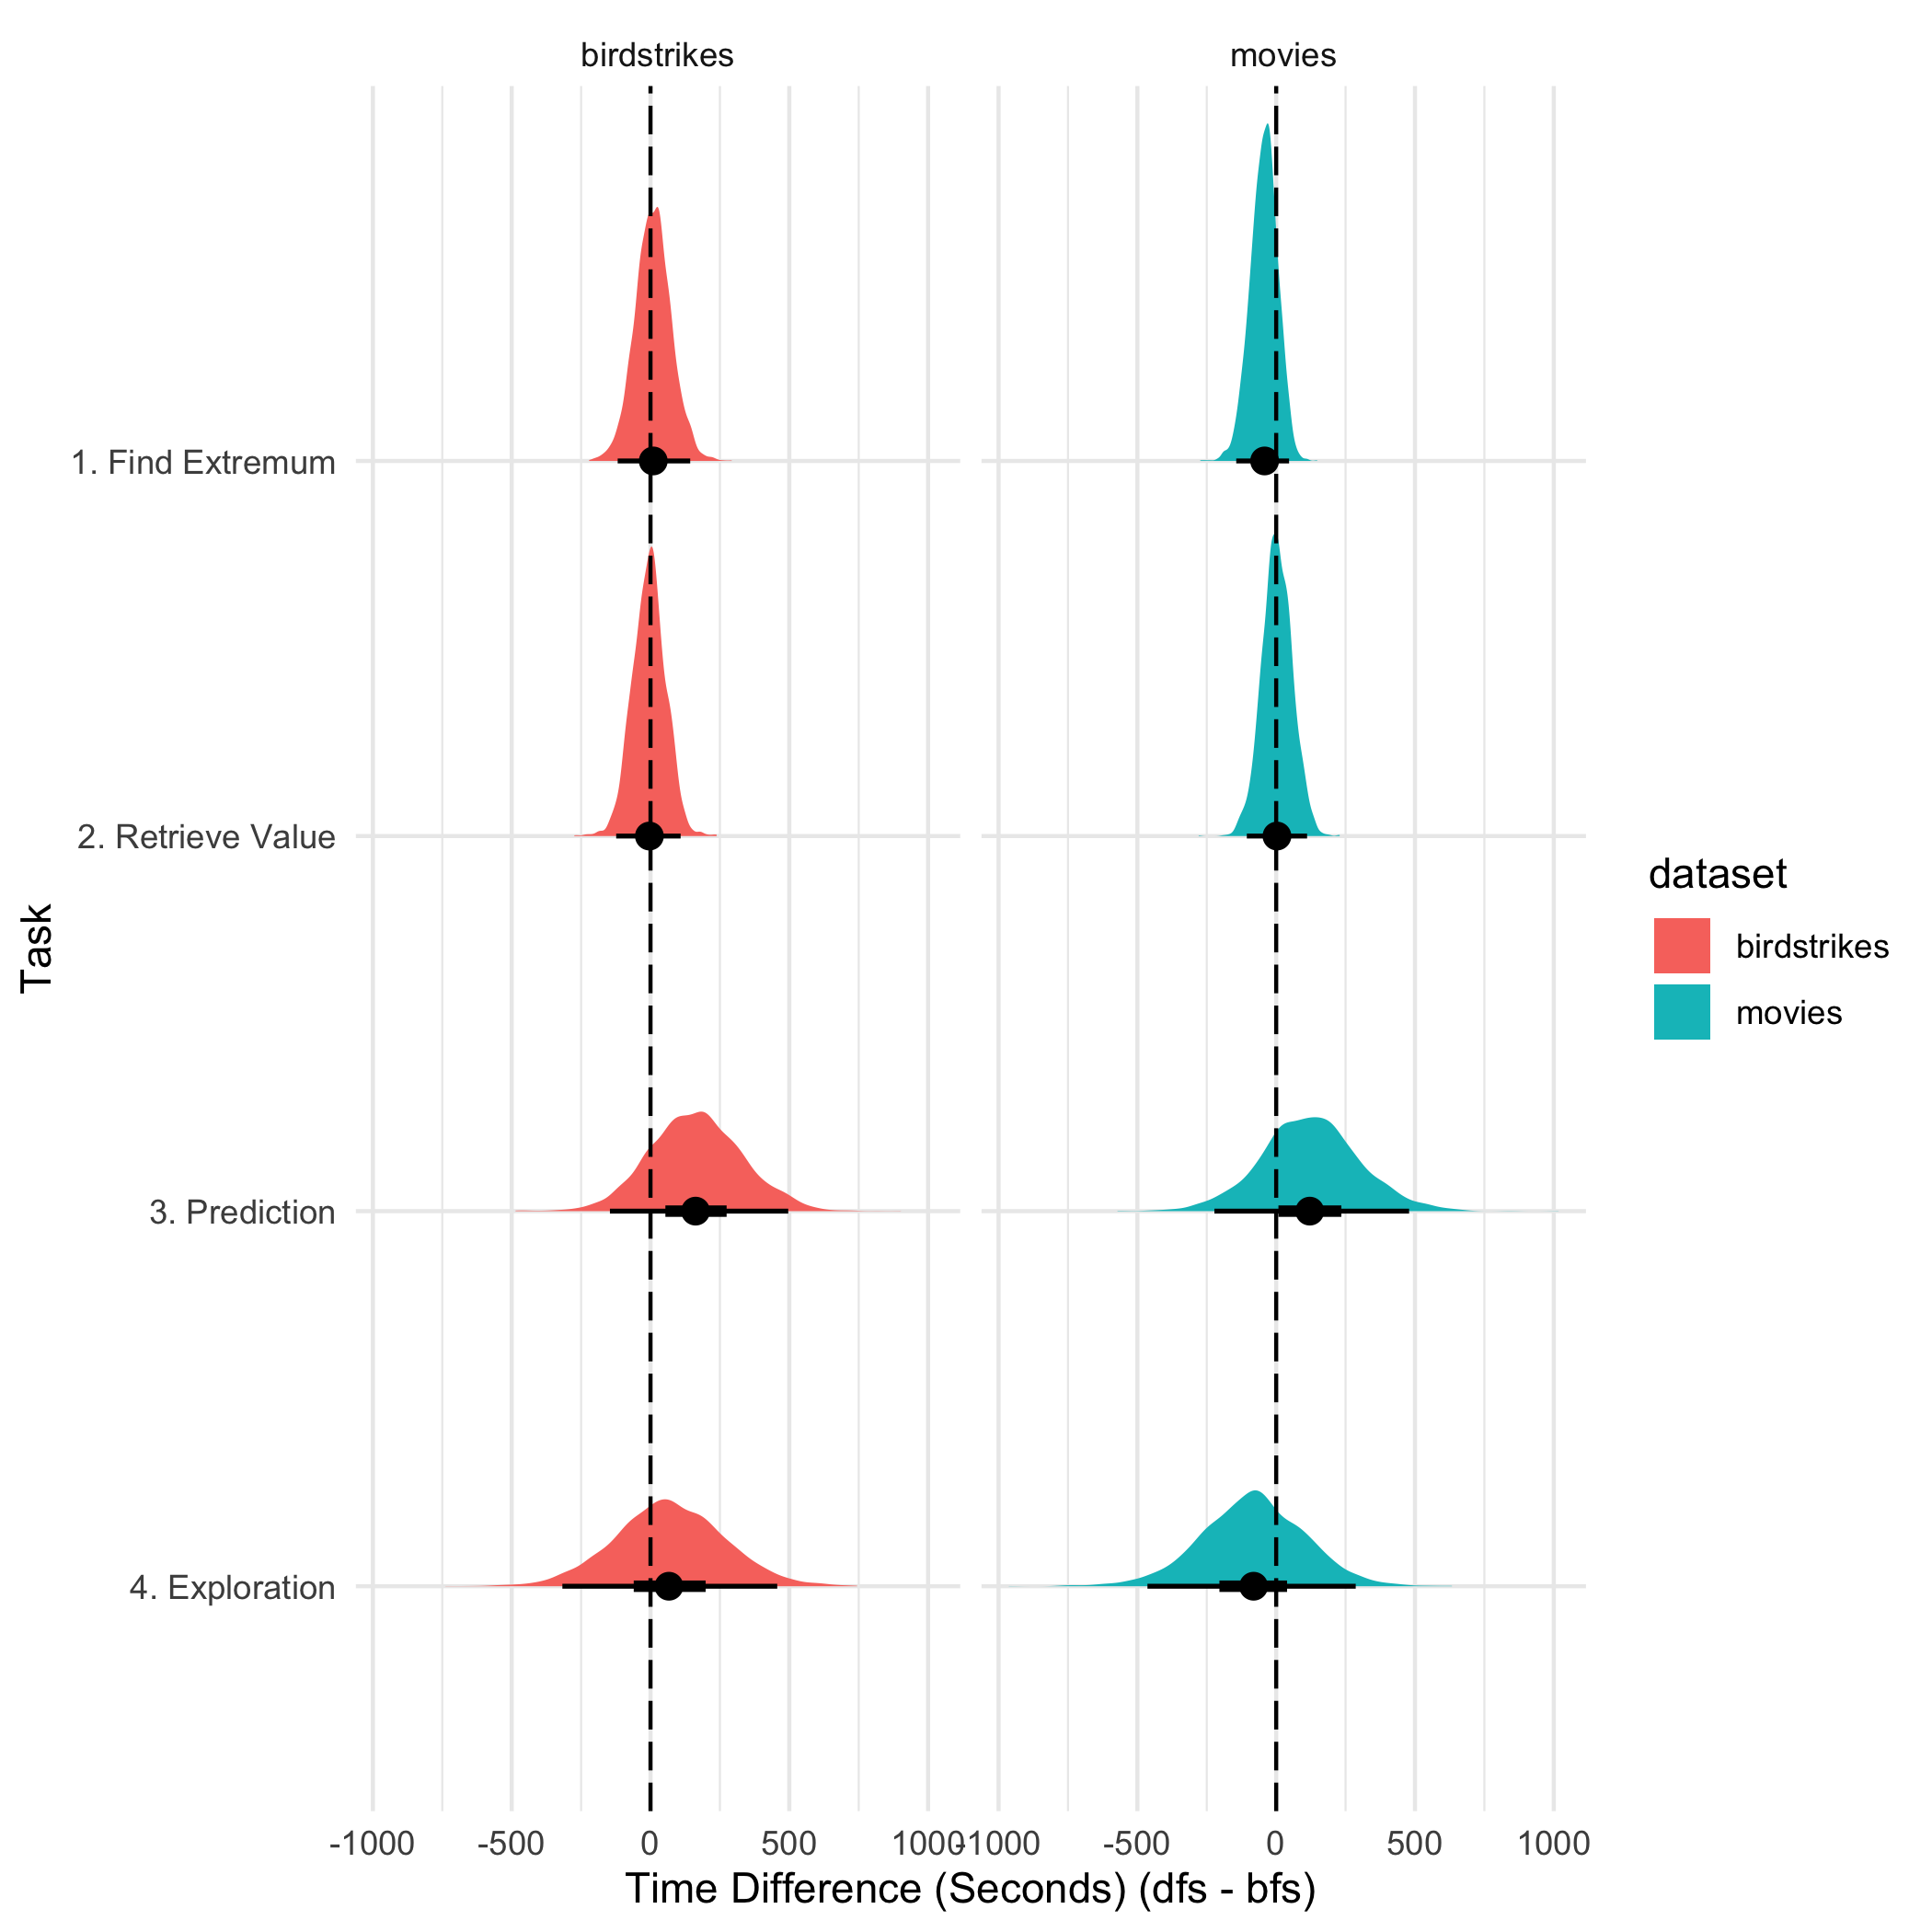 birdstrikes
movies
1. Find Extremum
2. Retrieve Value
3. Prediction
4. Exploration
Task
-1000
-500
0
500
1000
-1000
-500
0
500
1000
Time Difference (Seconds) (dfs - bfs)
dataset
birdstrikes
movies